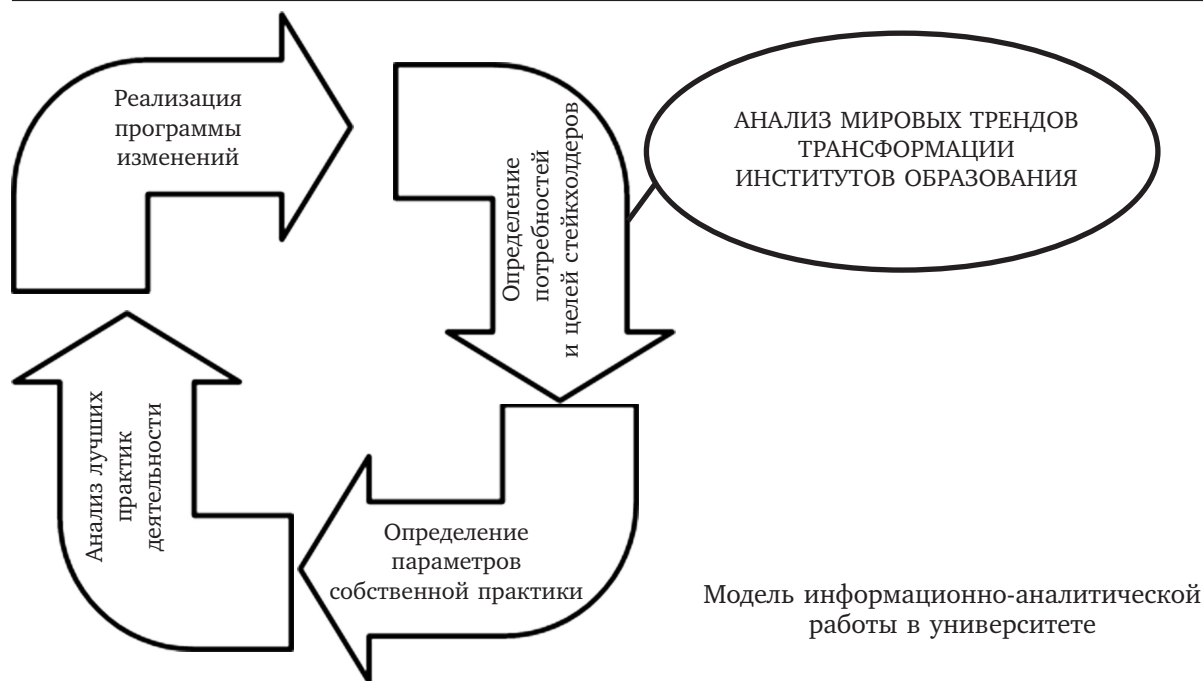 Реализация
программы
изменений
Определение
потребностей
и целей стейкхолдеров
АНАЛИЗ МИРОВЫХ ТРЕНДОВ
ТРАНСФОРМАЦИИ
ИНСТИТУТОВ ОБРАЗОВАНИЯ
Анализ лучших
практик
деятельности
Определение
параметров
собственной практики
Модель информационно-аналитической
работы в университете